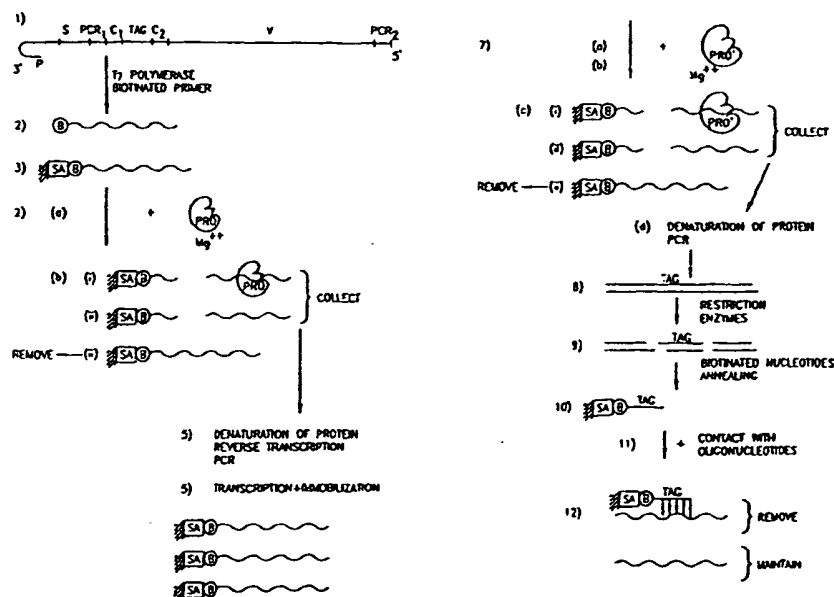 1)
S PCR1 C1 TAG C2 V PCR2
3' P 5'
T7 POLYMERASE
BIOTINATED PRIMER
2) B
3) SA B
2) (a) + PRO
Mg++
(b) (i) SA B PRO
(ii) SA B
COLLECT
REMOVE — (iii) SA B
5) DENATURATION OF PROTEIN
REVERSE TRANSCRIPTION
PCR
5) TRANSCRIPTION+IMMOBILIZATION
SA B
SA B
SA B
7) (a) + PRO'
(b) Mg++
(c) (i) SA B PRO'
(ii) SA B
COLLECT
REMOVE — (iii) SA B
(d) DENATURATION OF PROTEIN
PCR
8) TAG
RESTRICTION
ENZYMES
9) TAG
BIOTINATED NUCLEOTIDES
ANNEALING
10) SA B TAG
11) + CONTACT WITH
OLIGONUCLEOTIDES
12) SA B TAG
REMOVE
MAINTAIN